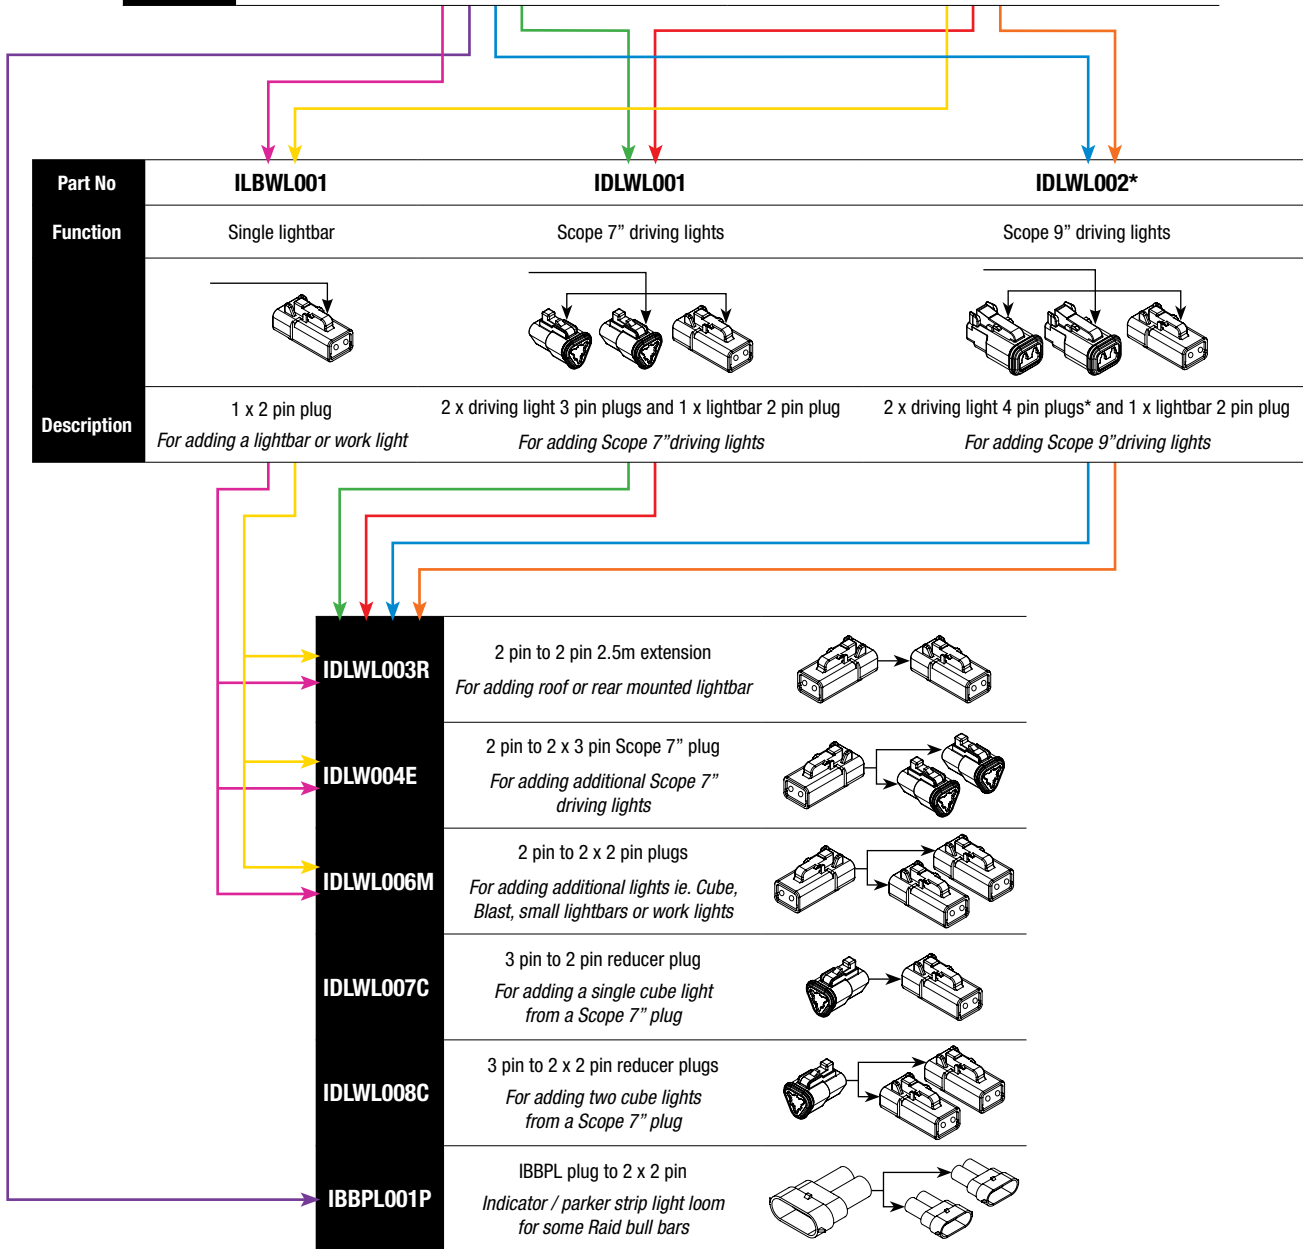 Part No ILBWL001 IDLWL001 IDLWL002*
Function Single lightbar Scope 7” driving lights Scope 9” driving lights
Description
1 x 2 pin plug
For adding a lightbar or work light
2 x driving light 3 pin plugs and 1 x lightbar 2 pin plug
For adding Scope 7”driving lights
2 x driving light 4 pin plugs* and 1 x lightbar 2 pin plug
For adding Scope 9”driving lights
IDLWL003R
2 pin to 2 pin 2.5m extension
For adding roof or rear mounted lightbar
IDLW004E
2 pin to 2 x 3 pin Scope 7” plug
For adding additional Scope 7”
driving lights
IDLWL006M
2 pin to 2 x 2 pin plugs
For adding additional lights ie. Cube,
Blast, small lightbars or work lights
IDLWL007C
3 pin to 2 pin reducer plug
For adding a single cube light
from a Scope 7” plug
IDLWL008C
3 pin to 2 x 2 pin reducer plugs
For adding two cube lights
from a Scope 7” plug
IBBPL001P
IBBPL plug to 2 x 2 pin
Indicator / parker strip light loom
for some Raid bull bars